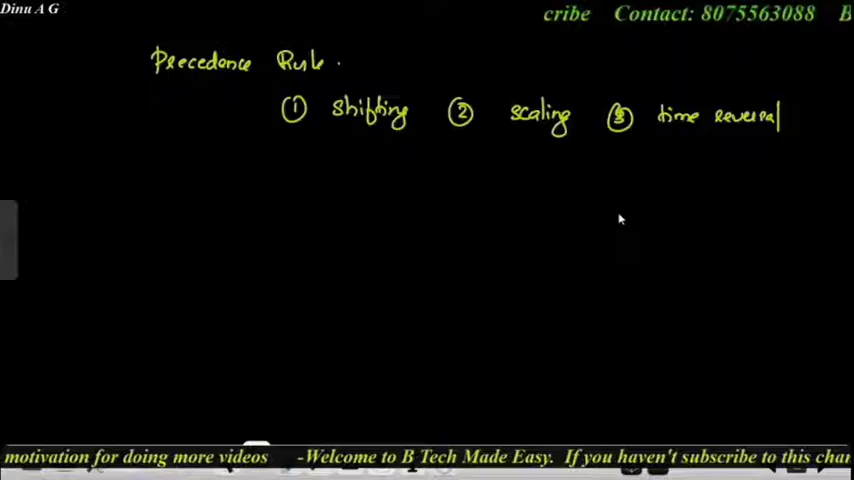 Dinu A G
cribe Contact: 8075563088 B
Precedence Rule.
① Shifting ② scaling ③ time reversal
motivation for doing more videos -Welcome to B Tech Made Easy. If you haven't subscribe to this chan